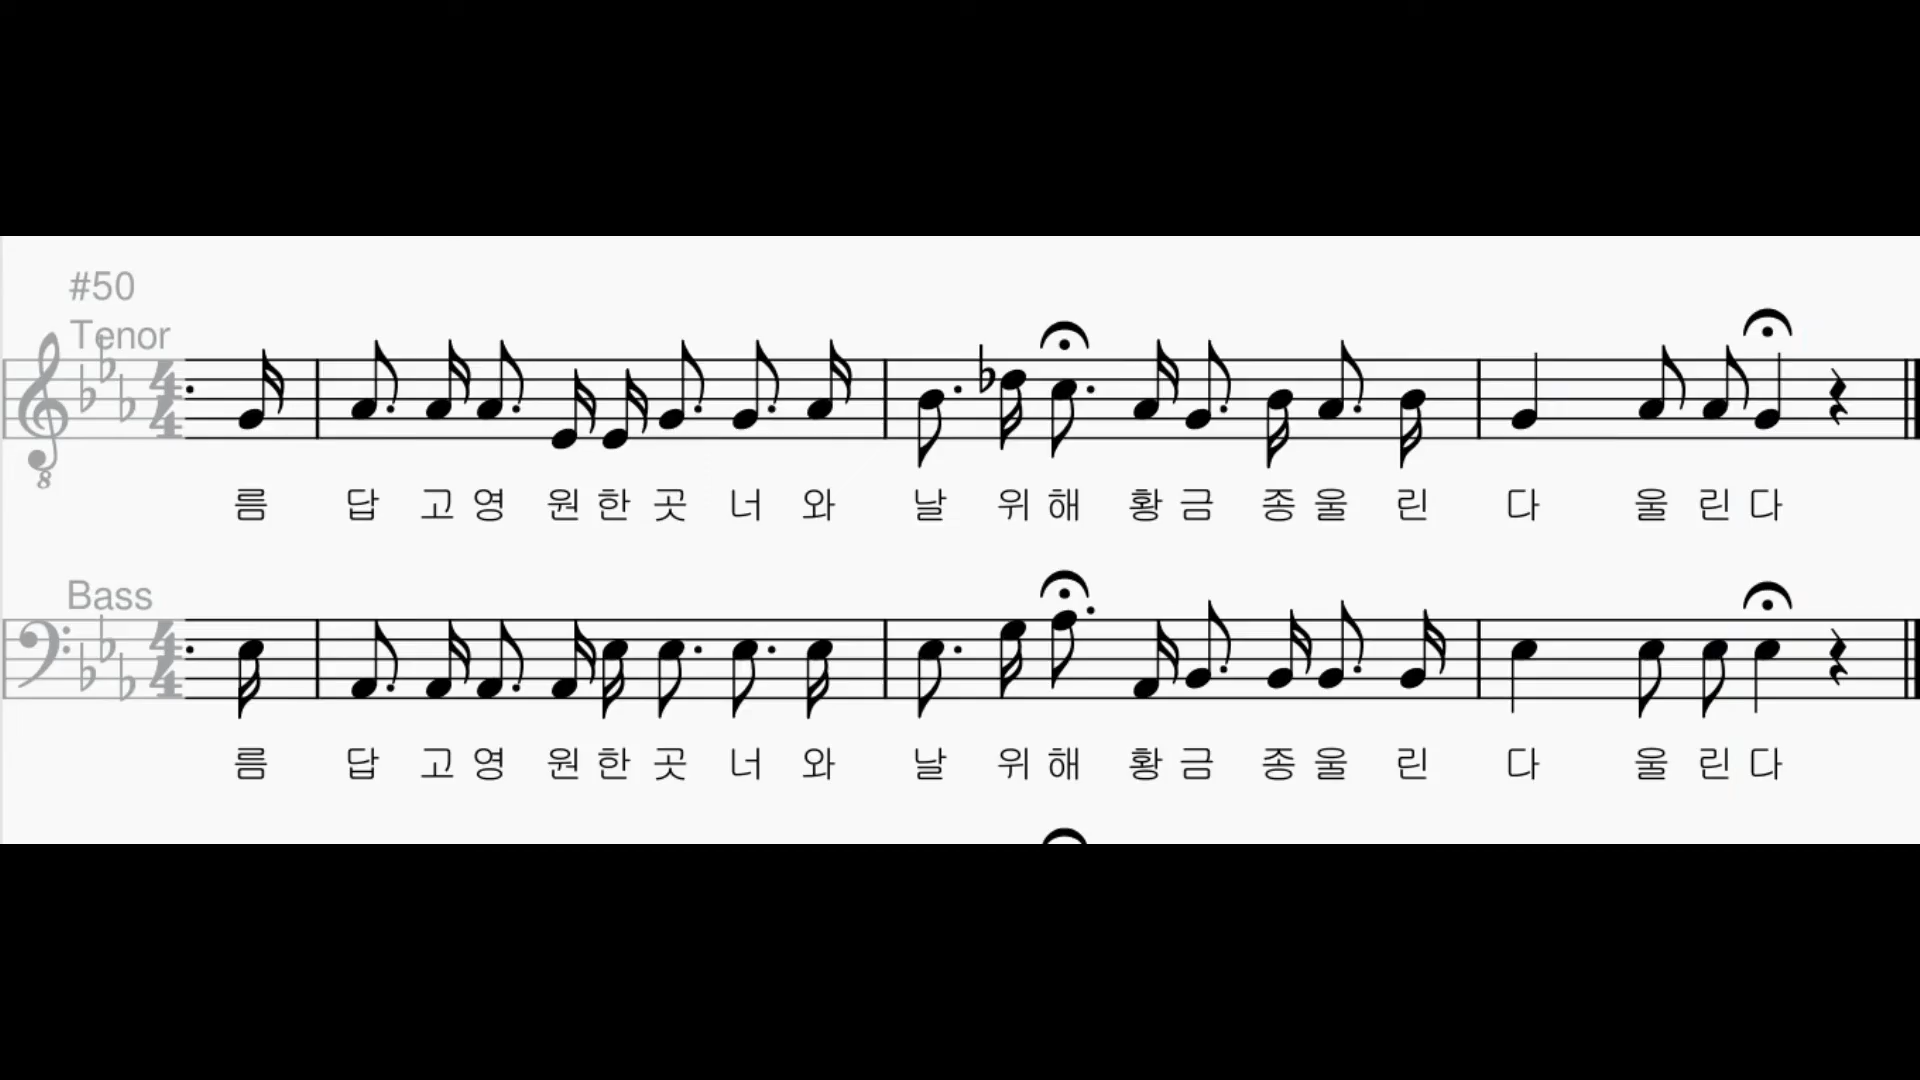 #50
Tenor
름 답 고 영 원 한 곳 너 와 날 위 해 황 금 종 울 린 다 울 린 다
Bass
름 답 고 영 원 한 곳 너 와 날 위 해 황 금 종 울 린 다 울 린 다